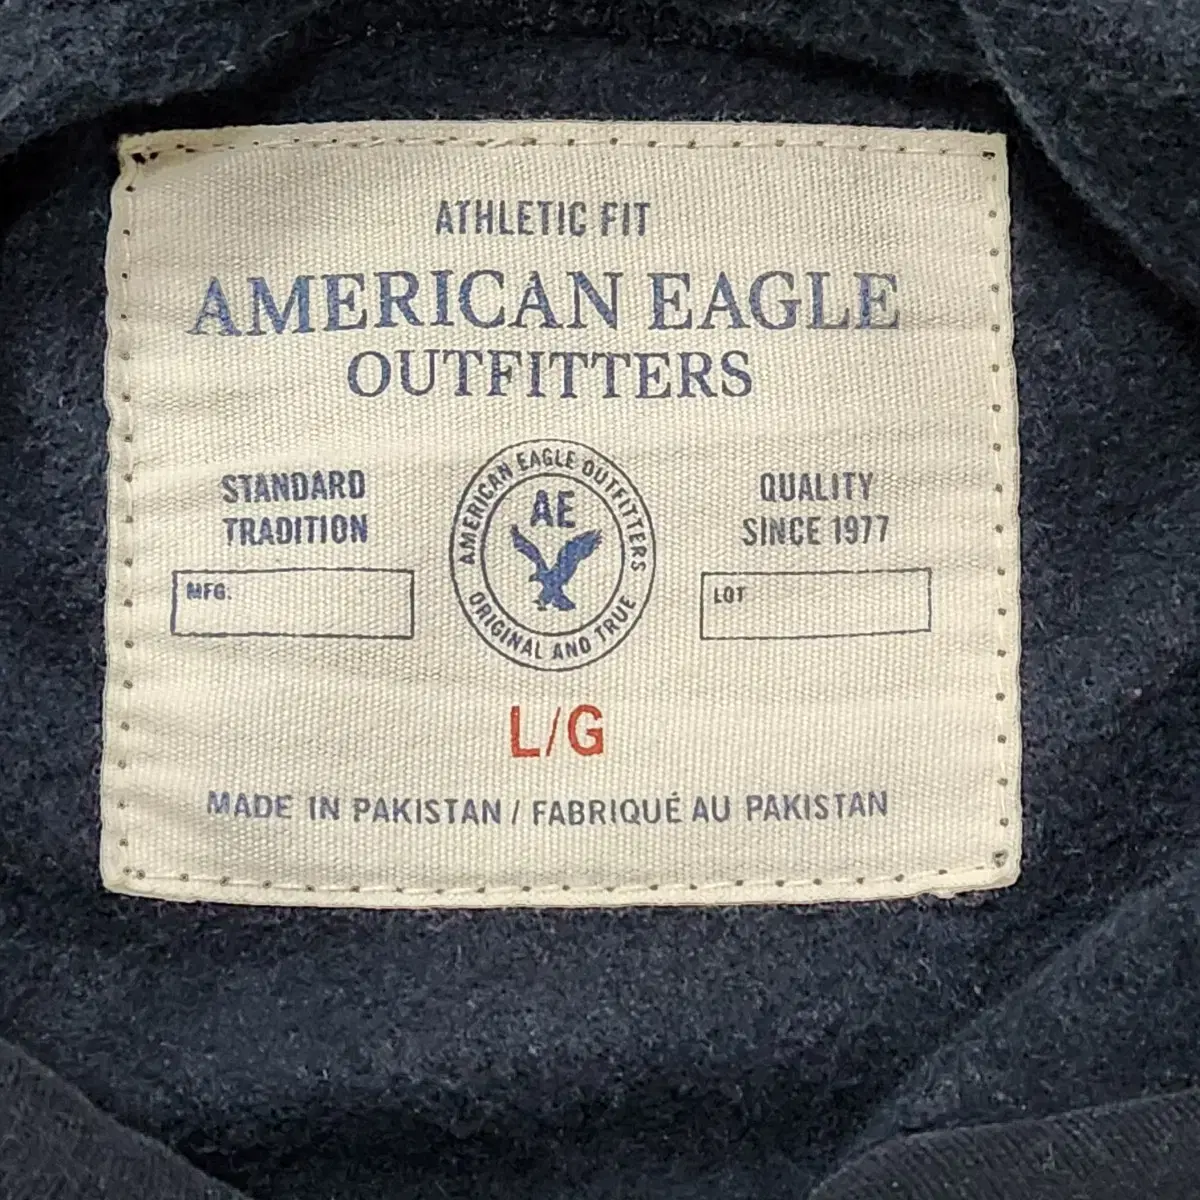 ATHLETIC FIT
AMERICAN EAGLE
OUTFITTERS
STANDARD
TRADITION
MFG.
AMERICAN EAGLE OUTFITTERS
AE
ORIGINAL AND TRUE
QUALITY
SINCE 1977
LOT
L/G
MADE IN PAKISTAN / FABRIQUÉ AU PAKISTAN